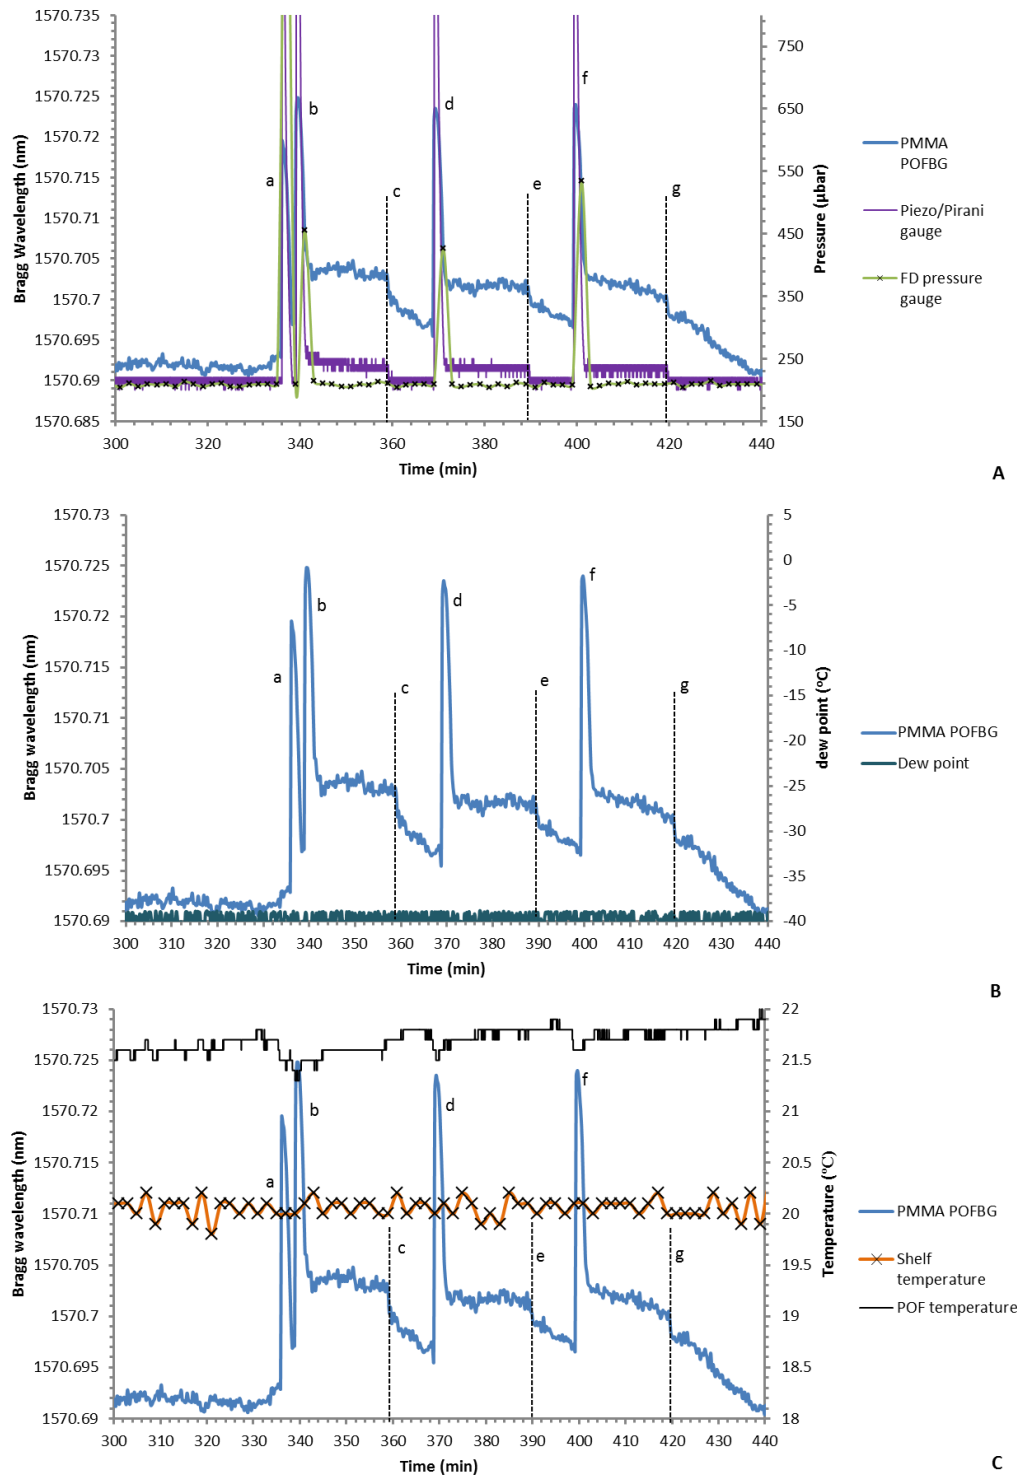 1570.735
1570.73
1570.725
1570.72
1570.715
1570.71
1570.705
1570.7
1570.695
1570.69
1570.685
Bragg Wavelength (nm)
300 320 340 360 380 400 420 440
Time (min)
750
650
550
450
350
250
150
Pressure (µbar)
a
b
c
d
e
f
g
PMMA
POFBG
Piezo/Pirani
gauge
FD pressure
gauge
A
1570.73
1570.725
1570.72
1570.715
1570.71
1570.705
1570.7
1570.695
1570.69
Bragg wavelength (nm)
300 310 320 330 340 350 360 370 380 390 400 410 420 430 440
Time (min)
5
0
-5
-10
-15
-20
-25
-30
-35
-40
dew point (°C)
a
b
c
d
e
f
g
PMMA POFBG
Dew point
B
1570.73
1570.725
1570.72
1570.715
1570.71
1570.705
1570.7
1570.695
1570.69
Bragg wavelength (nm)
300 310 320 330 340 350 360 370 380 390 400 410 420 430 440
Time (min)
22
21.5
21
20.5
20
19.5
19
18.5
18
Temperature (°C)
a
b
c
d
e
f
g
PMMA POFBG
Shelf
temperature
POF temperature
C